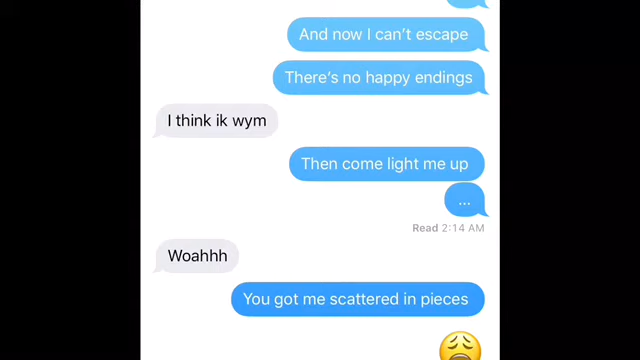 And now I can’t escape
There’s no happy endings
I think ik wym
Then come light me up
...
Read 2:14 AM
Woahhh
You got me scattered in pieces